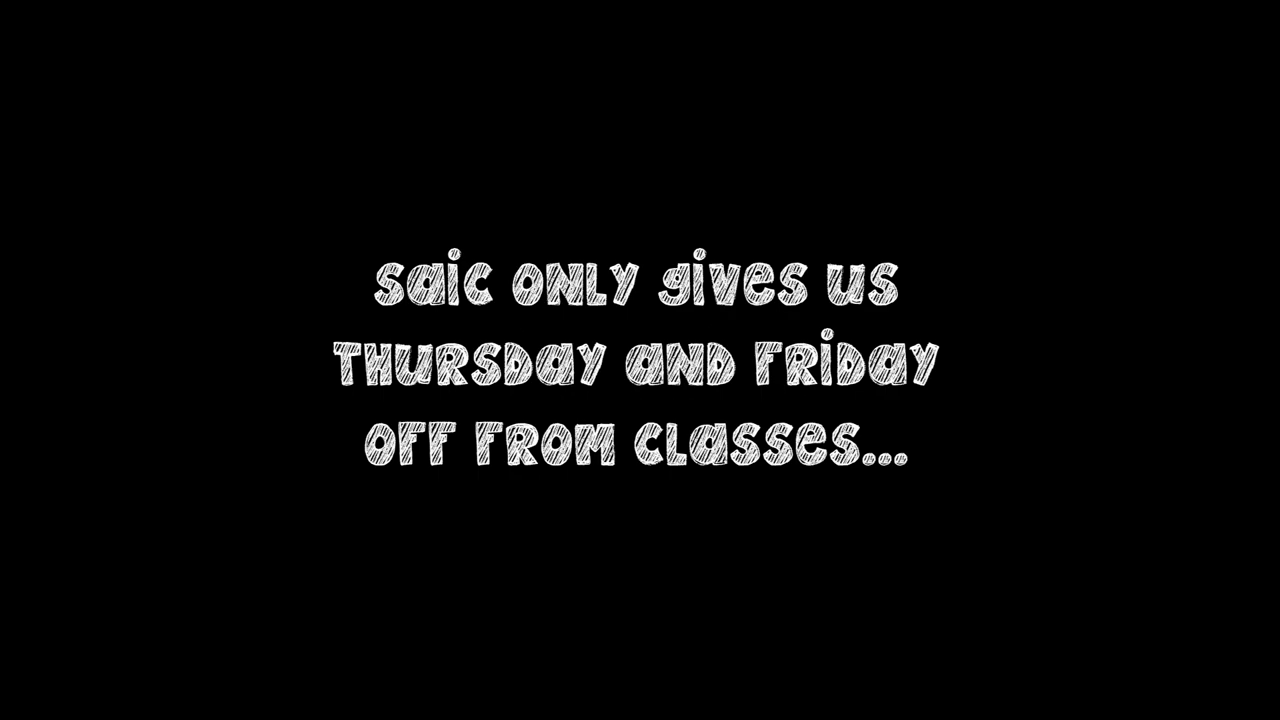 saic only gives us
Thursday and Friday
off from classes...